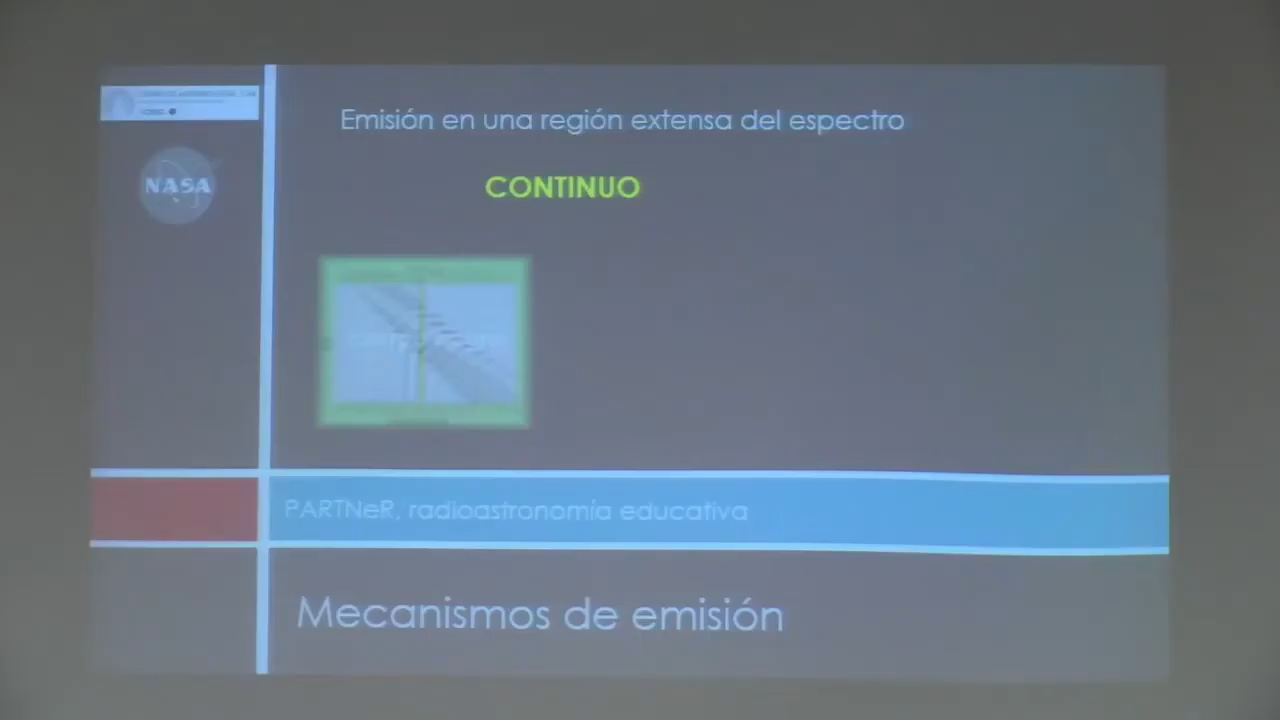 NASA
Emisión en una región extensa del espectro
CONTINUO
PARTNeR, radioastronomía educativa
Mecanismos de emisión